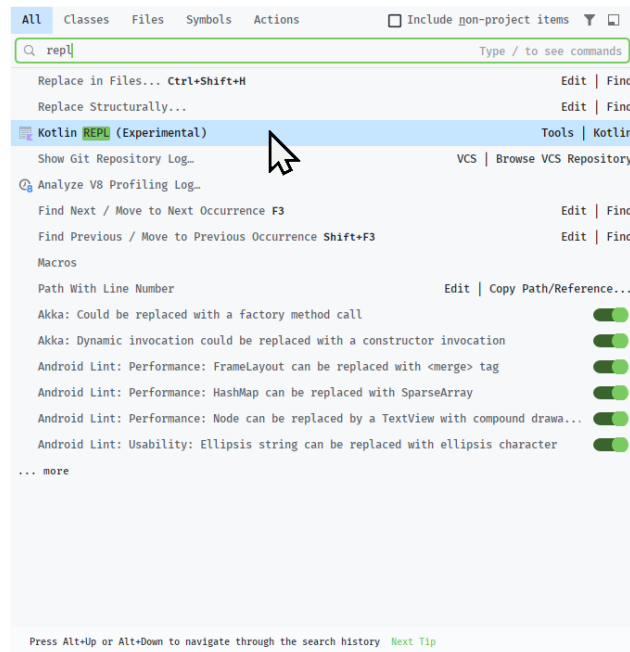 All Classes Files Symbols Actions Include non-project items
repl Type / to see commands
Replace in Files... Ctrl+Shift+H Edit | Find
Replace Structurally... Edit | Find
Kotlin REPL (Experimental) Tools | Kotlin
Show Git Repository Log… VCS | Browse VCS Repository
Analyze V8 Profiling Log…
Find Next / Move to Next Occurrence F3 Edit | Find
Find Previous / Move to Previous Occurrence Shift+F3 Edit | Find
Macros
Path With Line Number Edit | Copy Path/Reference...
Akka: Could be replaced with a factory method call
Akka: Dynamic invocation could be replaced with a constructor invocation
Android Lint: Performance: FrameLayout can be replaced with <merge> tag
Android Lint: Performance: HashMap can be replaced with SparseArray
Android Lint: Performance: Node can be replaced by a TextView with compound drawa...
Android Lint: Usability: Ellipsis string can be replaced with ellipsis character
... more
Press Alt+Up or Alt+Down to navigate through the search history Next Tip